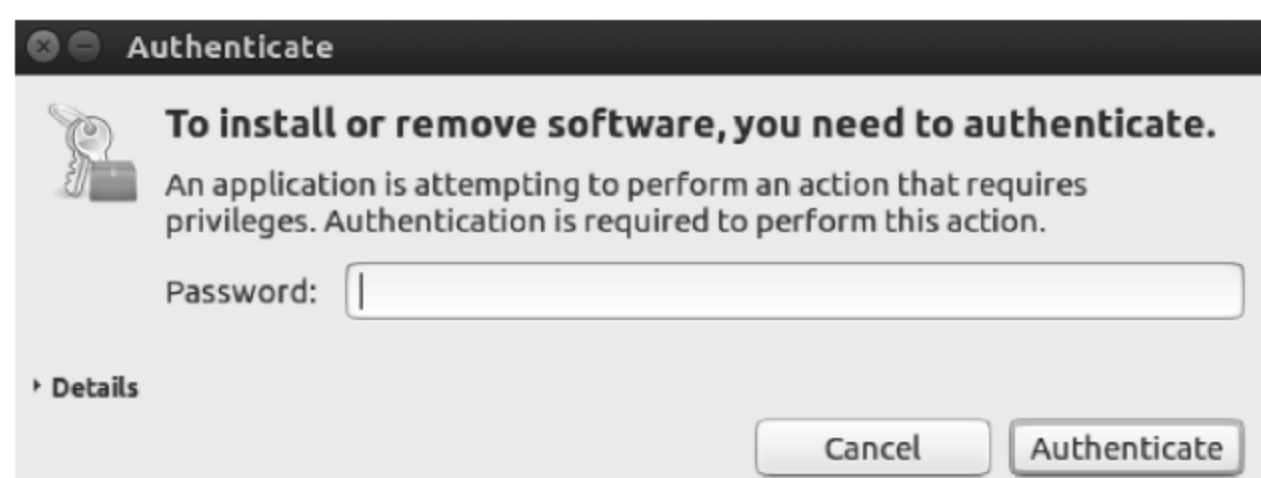 Authenticate
To install or remove software, you need to authenticate.
An application is attempting to perform an action that requires
privileges. Authentication is required to perform this action.
Password:
Details
Cancel Authenticate